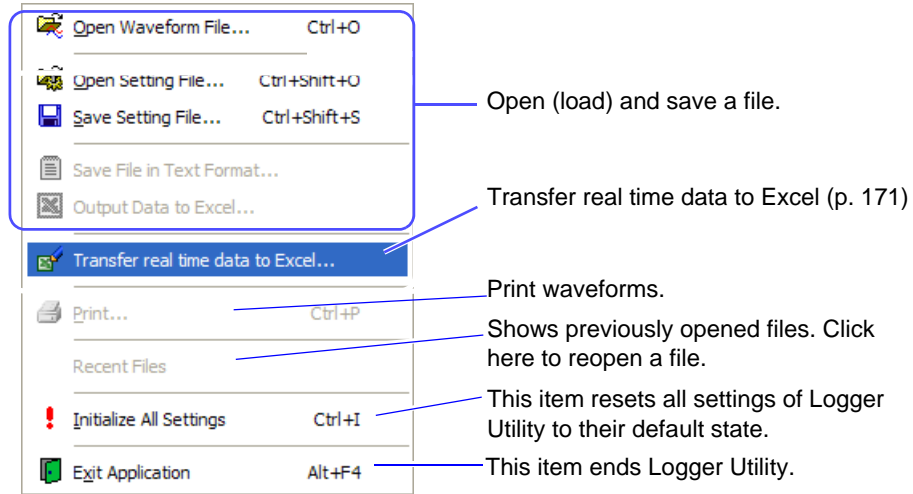 Open Waveform File... Ctrl+O
Open Setting File... Ctrl+Shift+O
Save Setting File... Ctrl+Shift+S
Open (load) and save a file.
Save File in Text Format...
Output Data to Excel...
Transfer real time data to Excel (p. 171)
Transfer real time data to Excel...
Print... Ctrl+P
Print waveforms.
Recent Files
Shows previously opened files. Click
here to reopen a file.
Initialize All Settings Ctrl+I
This item resets all settings of Logger
Utility to their default state.
Exit Application Alt+F4
This item ends Logger Utility.